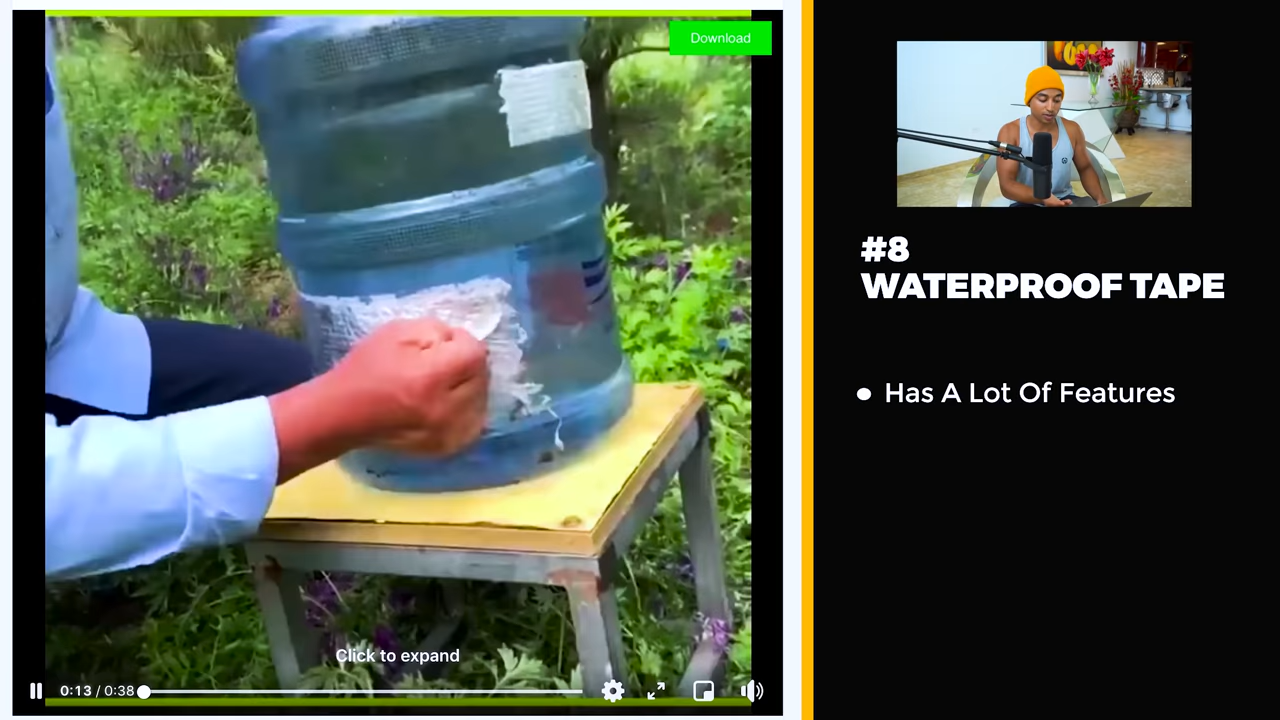 Download
Click to expand
0:13 / 0:38
#8
WATERPROOF TAPE
● Has A Lot Of Features